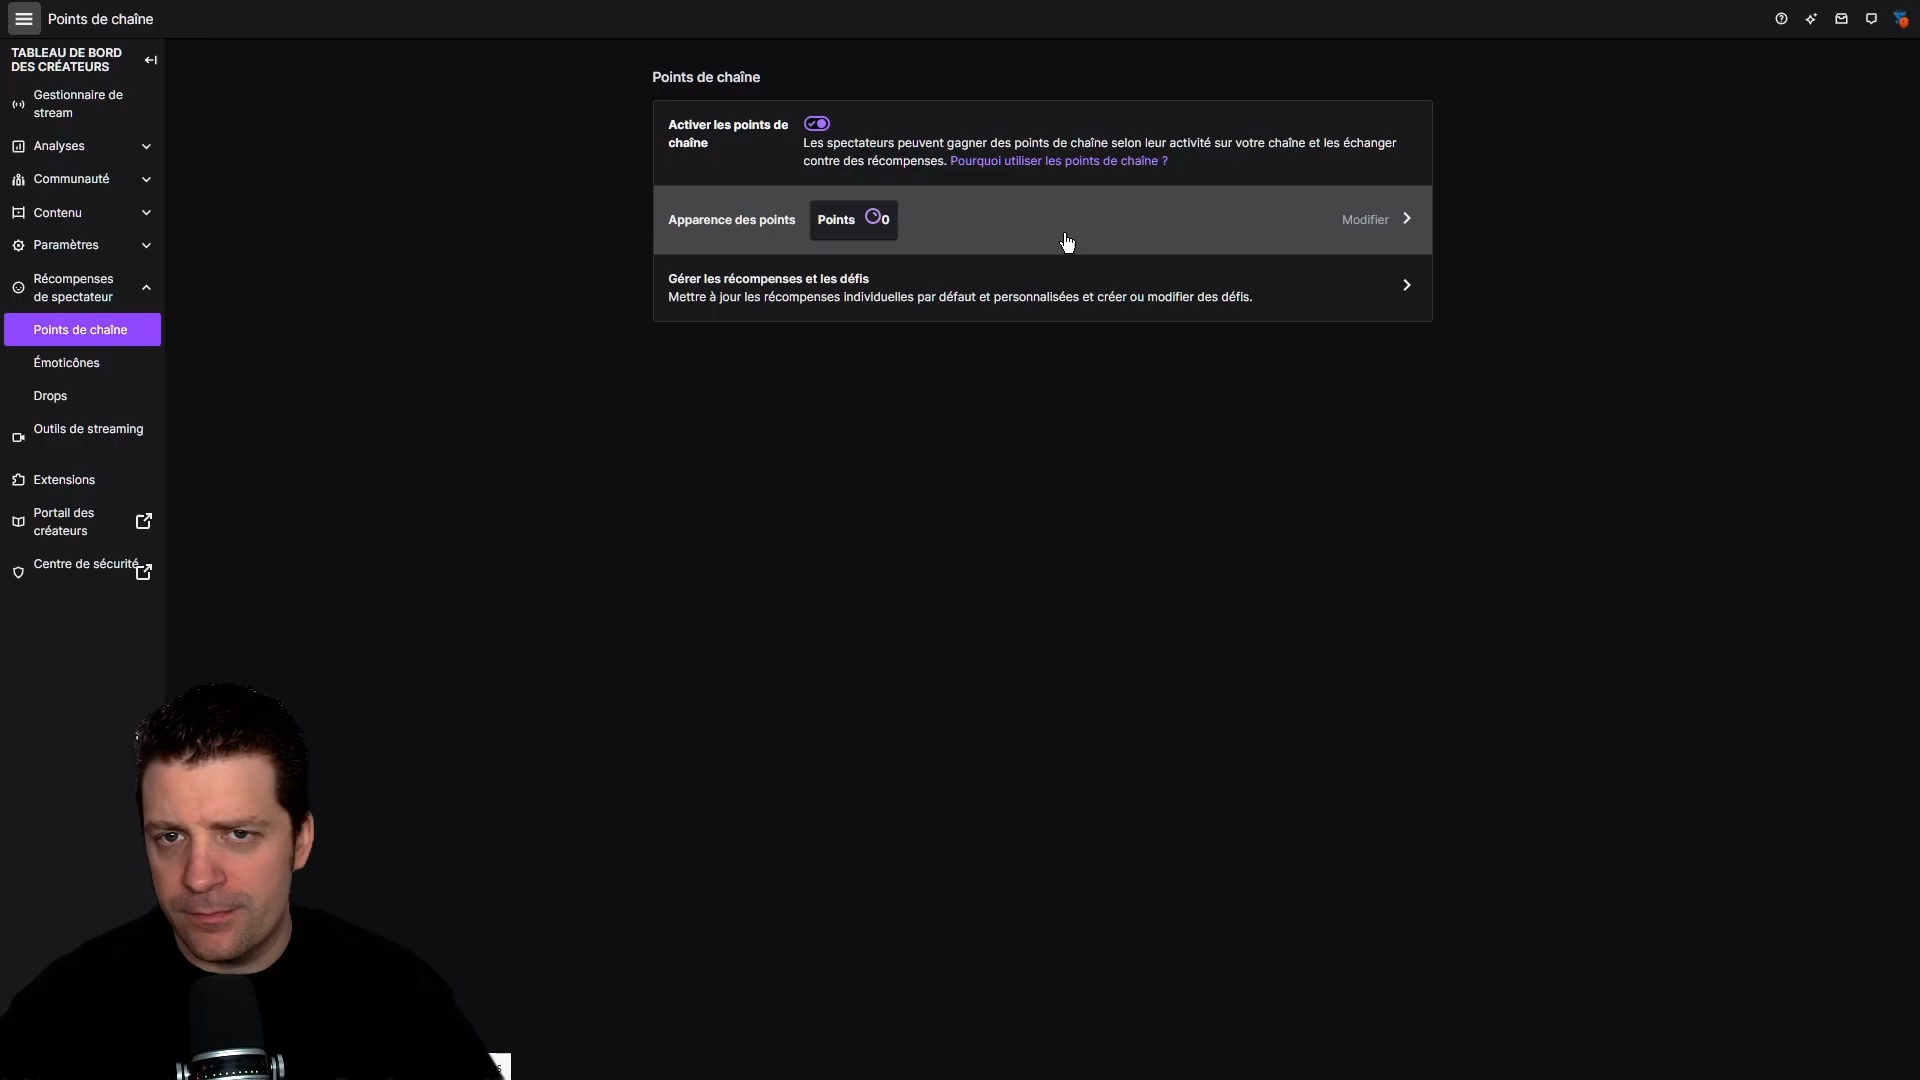 Points de chaîne
TABLEAU DE BORD
DES CRÉATEURS
Gestionnaire de
stream
Analyses
Communauté
Contenu
Paramètres
Récompenses
de spectateur
Points de chaîne
Émoticônes
Drops
Outils de streaming
Extensions
Portail des
créateurs
Centre de sécurité
Points de chaîne
Activer les points de
chaîne
Les spectateurs peuvent gagner des points de chaîne selon leur activité sur votre chaîne et les échanger
contre des récompenses. Pourquoi utiliser les points de chaîne ?
Apparence des points
Points 0
Modifier
Gérer les récompenses et les défis
Mettre à jour les récompenses individuelles par défaut et personnalisées et créer ou modifier des défis.